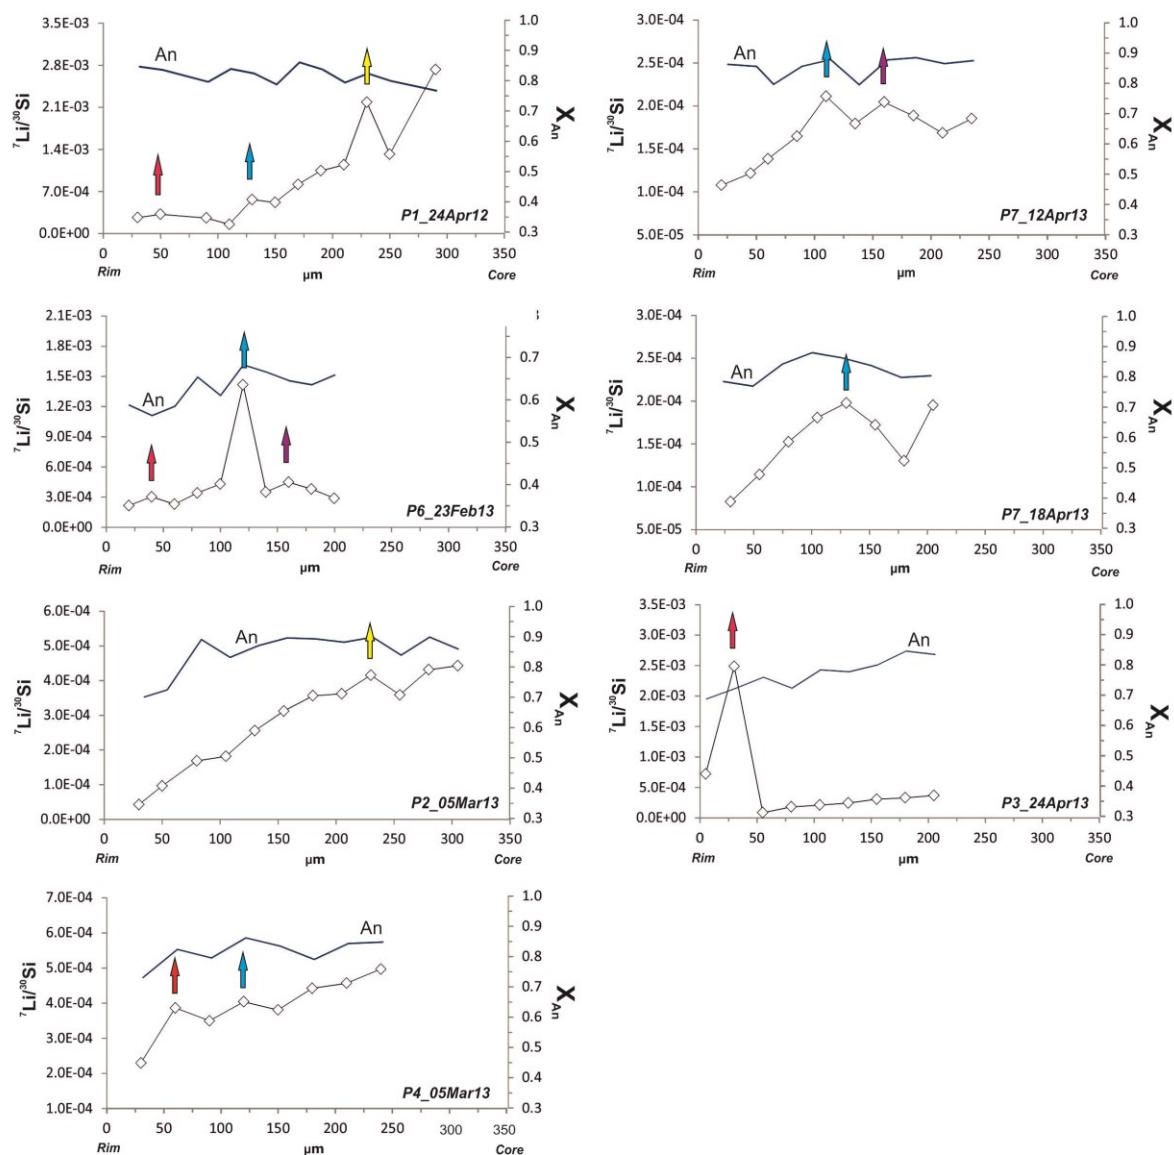 3.5E-03
2.8E-03
2.1E-03
1.4E-03
7.0E-04
0.0E+00
⁷Li/³⁰Si
An
1.0
0.9
0.8
0.7
0.6
0.5
0.4
0.3
X_An
P1_24Apr12
0 50 100 150 200 250 300 350
Rim µm Core
3.0E-04
2.5E-04
2.0E-04
1.5E-04
1.0E-04
5.0E-05
⁷Li/³⁰Si
An
1.0
0.9
0.8
0.7
0.6
0.5
0.4
0.3
X_An
P7_12Apr13
0 50 100 150 200 250 300 350
Rim µm Core
2.1E-03
1.8E-03
1.5E-03
1.2E-03
9.0E-04
6.0E-04
3.0E-04
0.0E+00
⁷Li/³⁰Si
An
0.7
0.6
0.5
0.4
0.3
X_An
P6_23Feb13
0 50 100 150 200 250 300 350
Rim µm Core
3.0E-04
2.5E-04
2.0E-04
1.5E-04
1.0E-04
5.0E-05
⁷Li/³⁰Si
An
1.0
0.9
0.8
0.7
0.6
0.5
0.4
0.3
X_An
P7_18Apr13
0 50 100 150 200 250 300 350
Rim µm Core
6.0E-04
5.0E-04
4.0E-04
3.0E-04
2.0E-04
1.0E-04
0.0E+00
⁷Li/³⁰Si
An
1.0
0.9
0.8
0.7
0.6
0.5
0.4
0.3
X_An
P2_05Mar13
0 50 100 150 200 250 300 350
Rim µm Core
3.5E-03
3.0E-03
2.5E-03
2.0E-03
1.5E-03
1.0E-03
5.0E-04
0.0E+00
⁷Li/³⁰Si
An
1.0
0.9
0.8
0.7
0.6
0.5
0.4
0.3
X_An
P3_24Apr13
0 50 100 150 200 250 300 350
Rim µm Core
7.0E-04
6.0E-04
5.0E-04
4.0E-04
3.0E-04
2.0E-04
1.0E-04
⁷Li/³⁰Si
An
1.0
0.9
0.8
0.7
0.6
0.5
0.4
0.3
X_An
P4_05Mar13
0 50 100 150 200 250 300 350
Rim µm Core